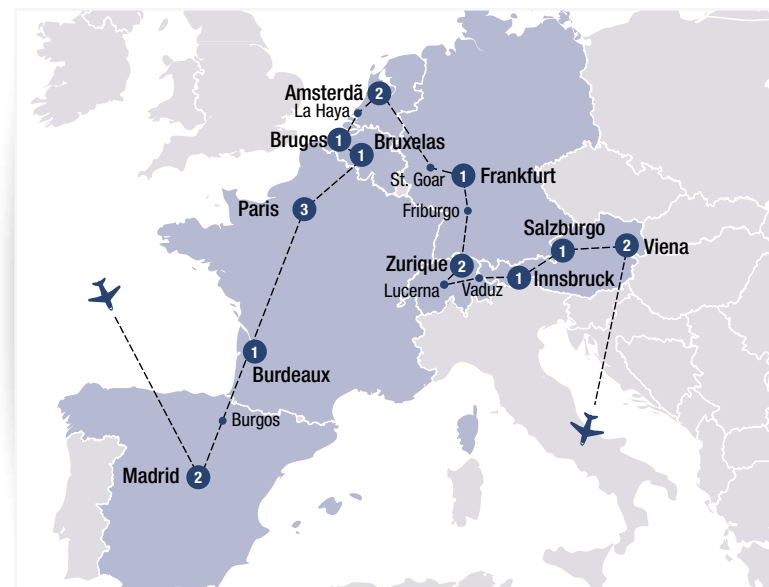 Amsterdã
2
La Haya
Bruges
1
Bruxelas
1
St. Goar
1
Frankfurt
Paris
3
Friburgo
Salzburgo
1
2
Viena
Zurique
2
Lucerna
Vaduz
1
Innsbruck
1
Burdeaux
Burgos
Madrid
2